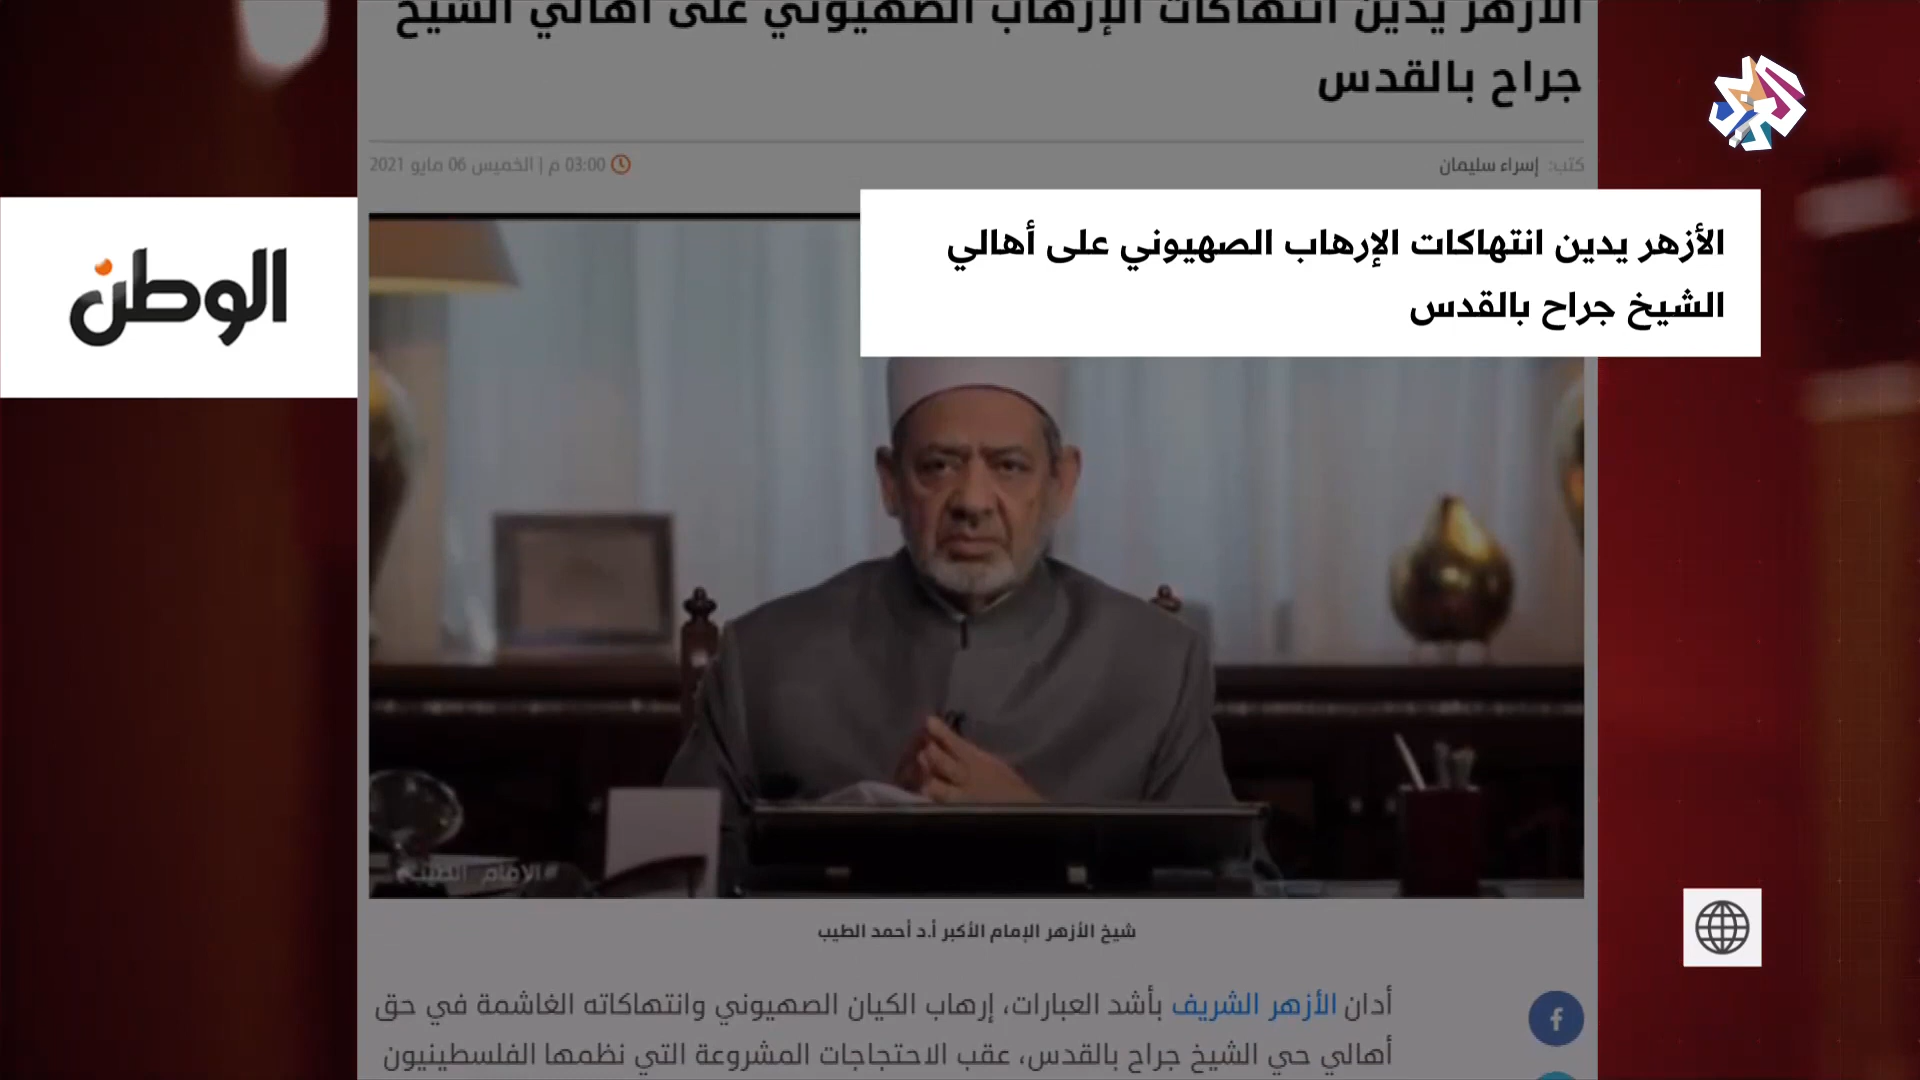 الأزهر يدين انتهاكات الإرهاب الصهيوني على أهالي الشيخ
جراح بالقدس
كتب: إسراء سليمان
03:00 م | الخميس 06 مايو 2021
الأزهر يدين انتهاكات الإرهاب الصهيوني على أهالي
الشيخ جراح بالقدس
الوطن
#الإمام_الطيب
شيخ الأزهر الإمام الأكبر أ.د أحمد الطيب
أدان الأزهر الشريف بأشد العبارات، إرهاب الكيان الصهيوني وانتهاكاته الغاشمة في حق
أهالي حي الشيخ جراح بالقدس، عقب الاحتجاجات المشروعة التي نظمها الفلسطينيون